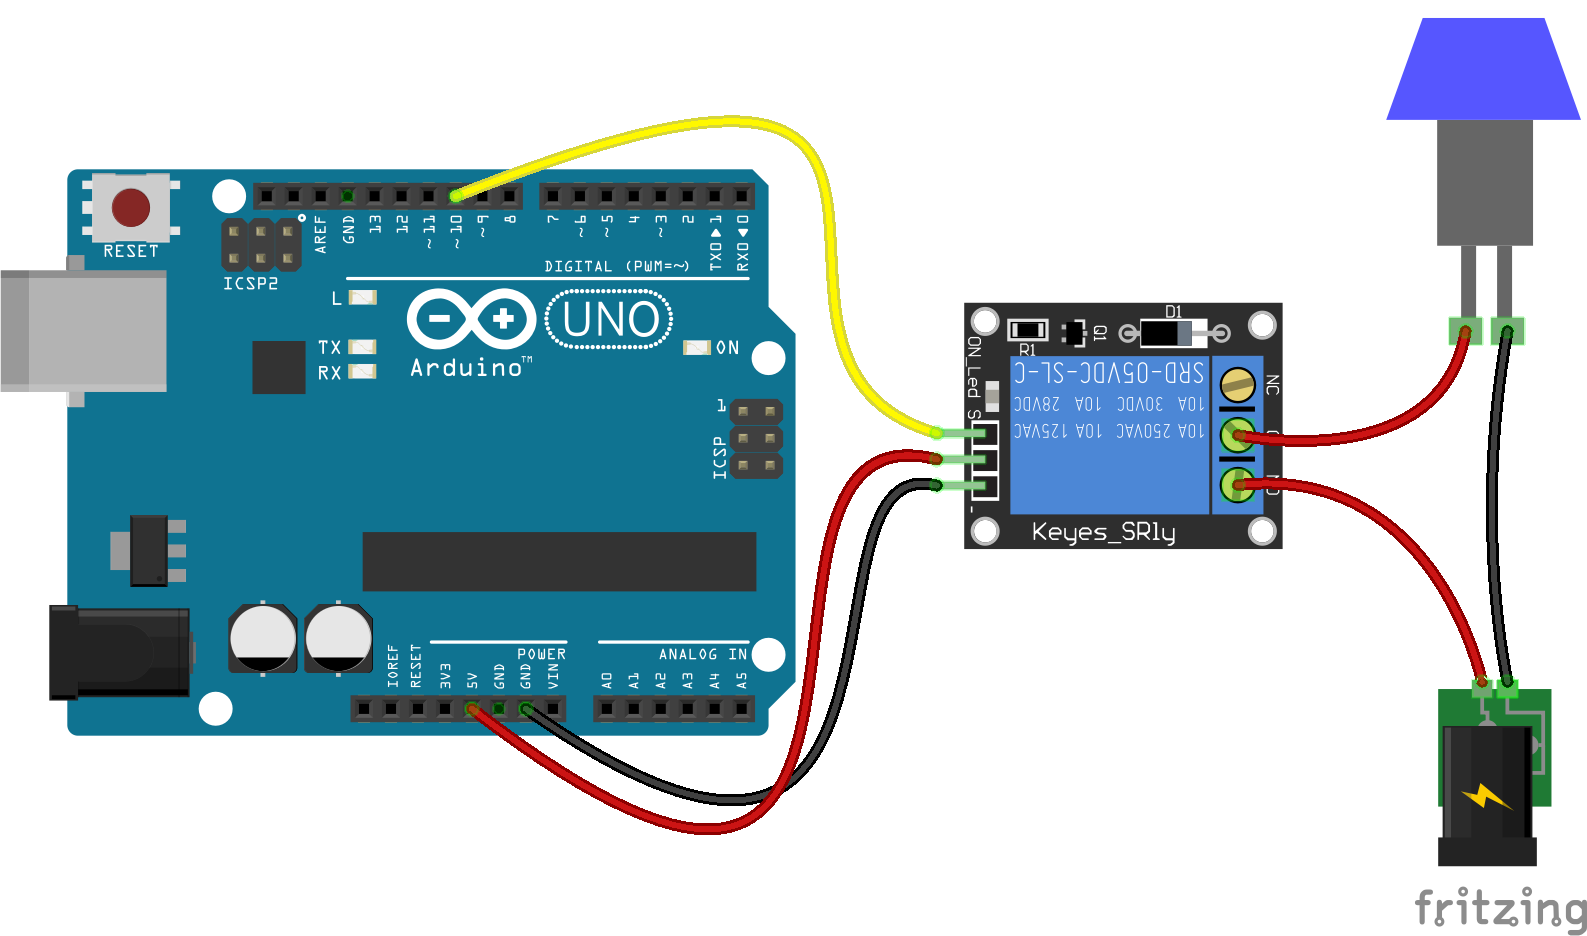 RESET
ICSP2
AREF
GND
13
12
~11
~10
~9
8
7
~6
~5
4
~3
2
TX0▶1
RX0◀0
DIGITAL (PWM=~)
L
TX
RX
UNO
Arduino™
ON
1
ICSP
IOREF
RESET
3V3
5V
GND
GND
VIN
POWER
A0
A1
A2
A3
A4
A5
ANALOG IN
ON_Led
S
-
R1
Q1
D1
SRD-05VDC-SL-C
10A 30VDC 10A 28VDC
10A 250VAC 10A 125VAC
NC
Keyes_SR1y
fritzing